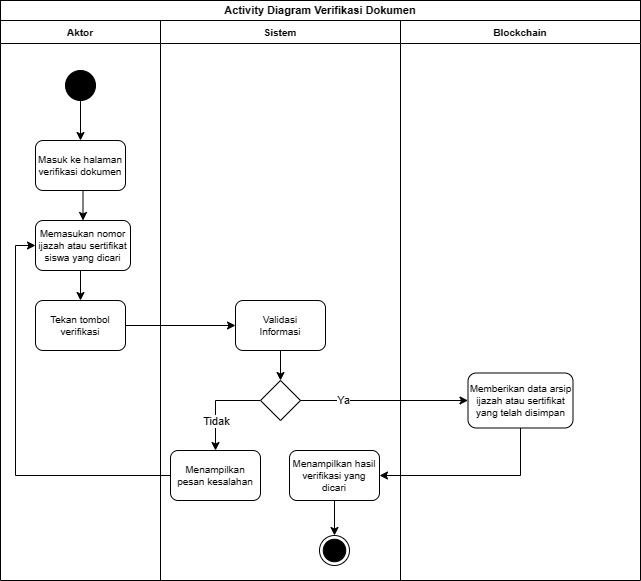 Activity Diagram Verifikasi Dokumen
Aktor
Sistem
Blockchain
Masuk ke halaman
verifikasi dokumen
Memasukan nomor
ijazah atau sertifikat
siswa yang dicari
Tekan tombol
verifikasi
Validasi
Informasi
Ya
Memberikan data arsip
ijazah atau sertifikat
yang telah disimpan
Tidak
Menampilkan
pesan kesalahan
Menampilkan hasil
verifikasi yang
dicari